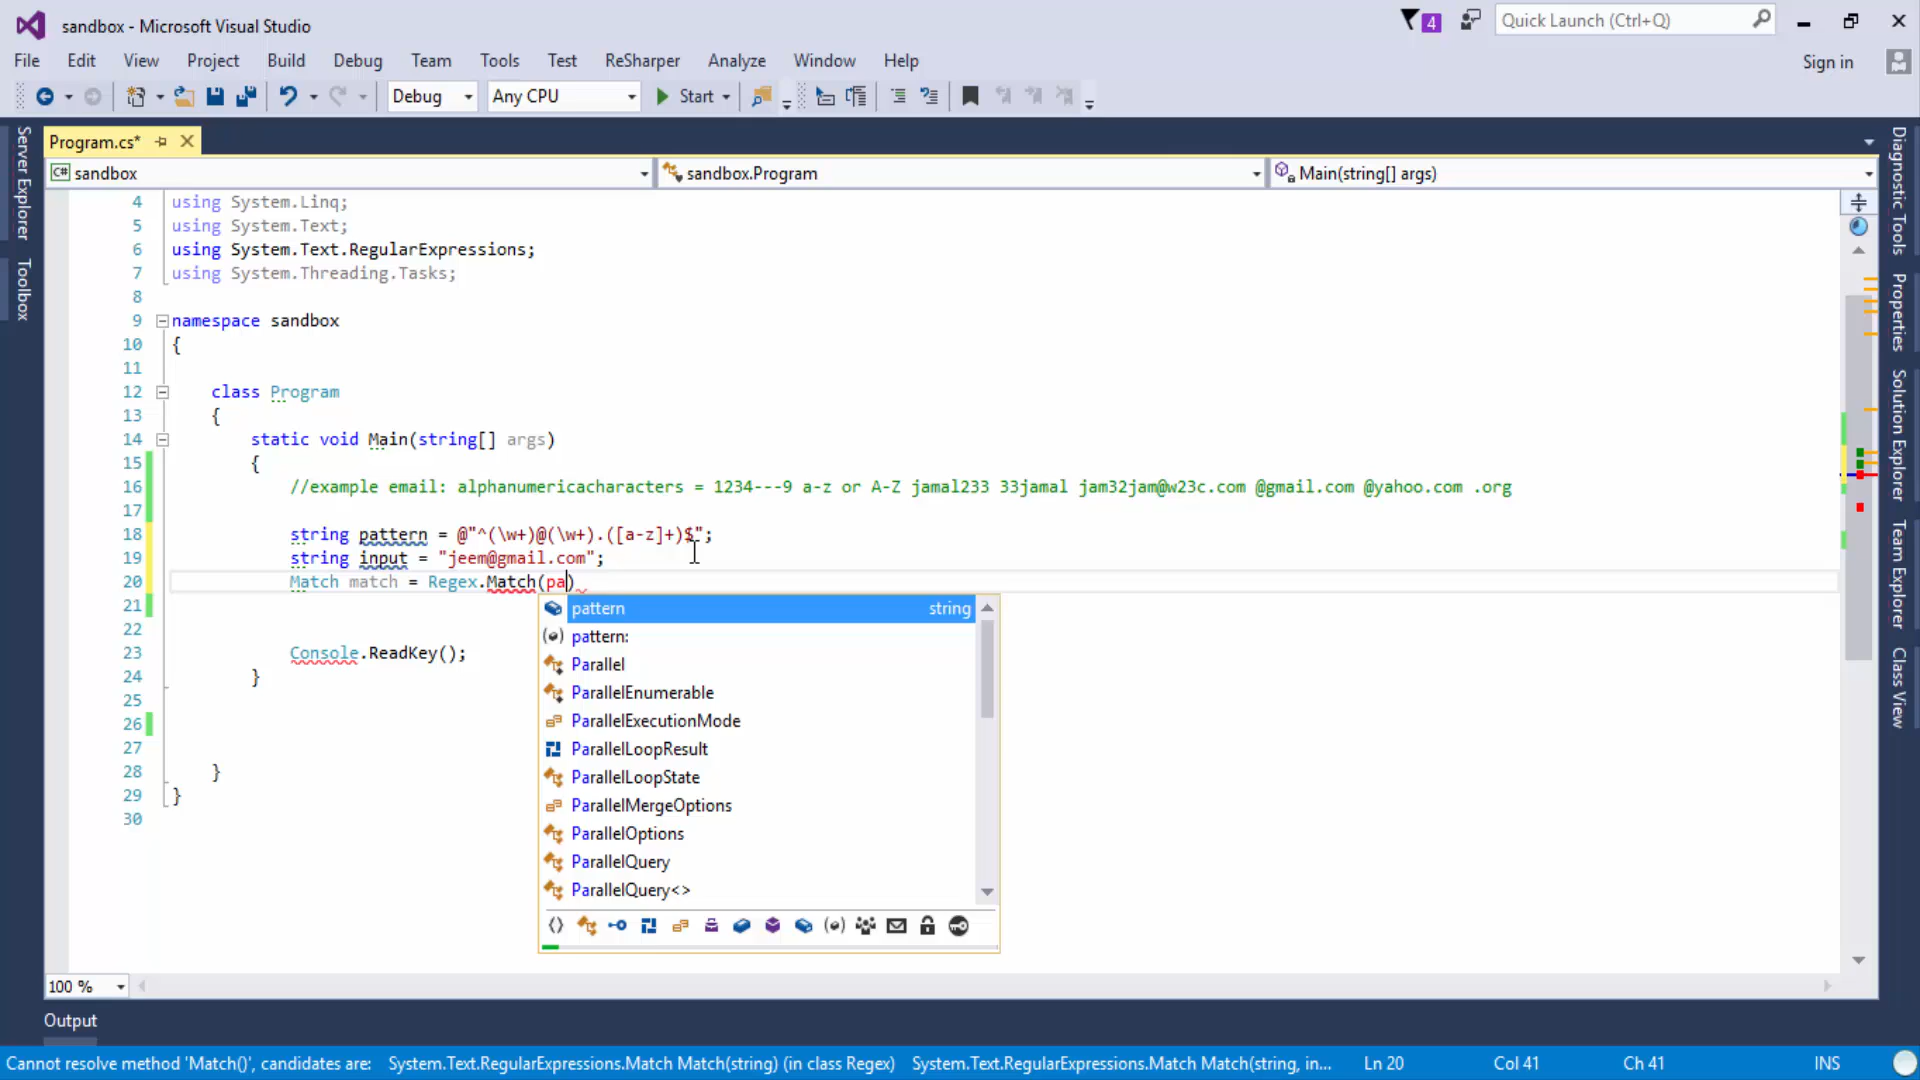 sandbox - Microsoft Visual Studio
4
Quick Launch (Ctrl+Q)
File Edit View Project Build Debug Team Tools Test ReSharper Analyze Window Help
Sign in
Debug Any CPU Start
Program.cs*
C# sandbox
sandbox.Program
Main(string[] args)
Server Explorer
Toolbox
Diagnostic Tools
Properties
Solution Explorer
Team Explorer
Class View
4 using System.Linq;
5 using System.Text;
6 using System.Text.RegularExpressions;
7 using System.Threading.Tasks;
8
9 namespace sandbox
10 {
11
12 class Program
13 {
14 static void Main(string[] args)
15 {
16 //example email: alphanumericacharacters = 1234---9 a-z or A-Z jamal233 33jamal jam32jam@w23c.com @gmail.com @yahoo.com .org
17
18 string pattern = @"^(\w+)@(\w+).([a-z]+)$";
19 string input = "jeem@gmail.com";
20 Match match = Regex.Match(pa)
21
22
23 Console.ReadKey();
24 }
25
26
27
28 }
29 }
30
pattern string
pattern:
Parallel
ParallelEnumerable
ParallelExecutionMode
ParallelLoopResult
ParallelLoopState
ParallelMergeOptions
ParallelOptions
ParallelQuery
ParallelQuery<>
100 %
Output
Cannot resolve method 'Match()', candidates are: System.Text.RegularExpressions.Match Match(string) (in class Regex) System.Text.RegularExpressions.Match Match(string, in... Ln 20 Col 41 Ch 41 INS